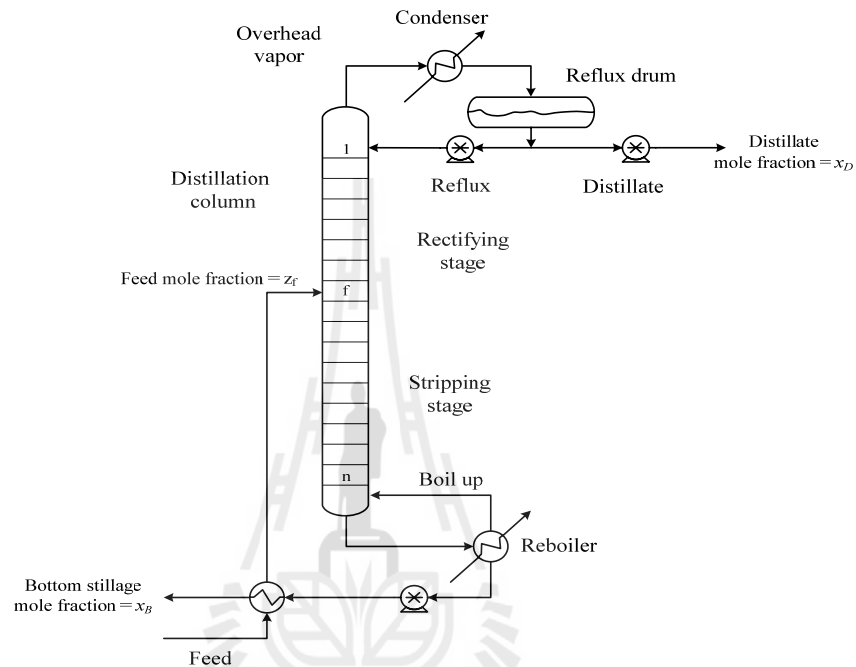 Condenser
Overhead
vapor
Reflux drum
1
Distillate
mole fraction = x_D
Reflux
Distillate
Distillation
column
Rectifying
stage
Feed mole fraction = z_f
f
Stripping
stage
n
Boil up
Reboiler
Bottom stillage
mole fraction = x_B
Feed